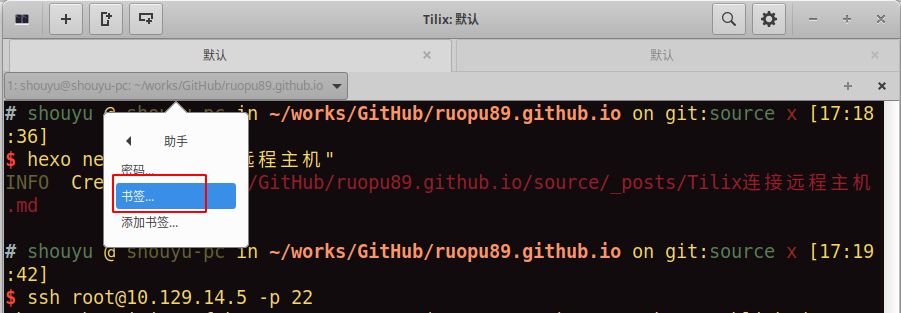 Tilix: 默认
默认
默认
1: shouyu@shouyu-pc: ~/works/GitHub/ruopu89.github.io
# shouyu @ shouyu-pc in ~/works/GitHub/ruopu89.github.io on git:source x [17:18
:36]
助手
$ hexo ne 远程主机"
密码...
INFO Cre /GitHub/ruopu89.github.io/source/_posts/Tilix连接远程主机
书签...
.md
添加书签...
# shouyu @ shouyu-pc in ~/works/GitHub/ruopu89.github.io on git:source x [17:19
:42]
$ ssh root@10.129.14.5 -p 22